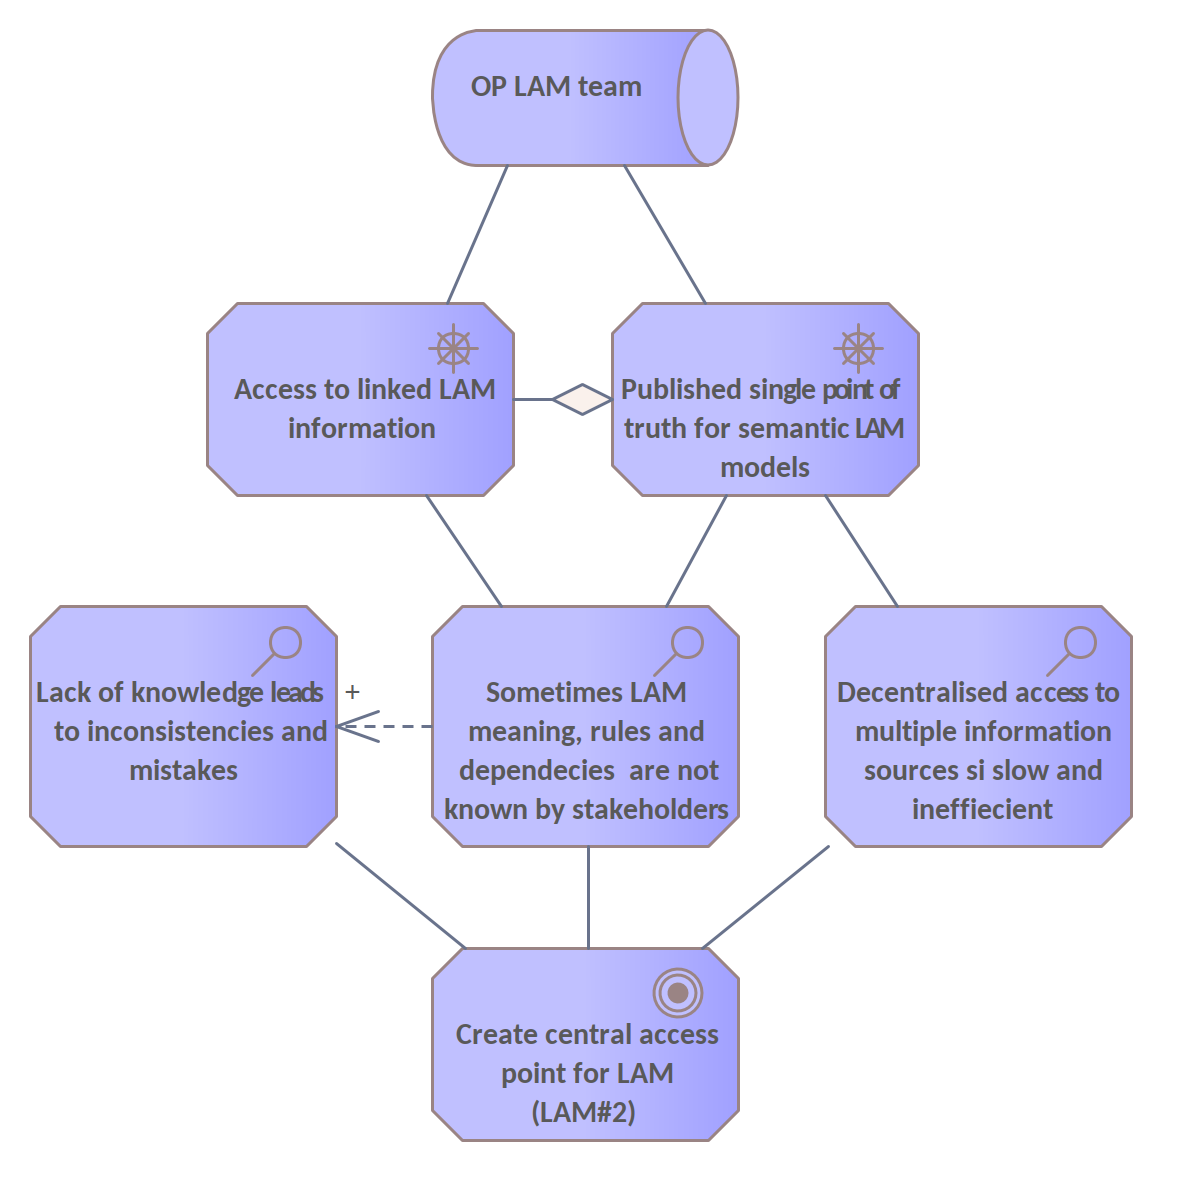 OP LAM team
Access to linked LAM
information
Published single point of
truth for semantic LAM
models
Lack of knowledge leads
to inconsistencies and
mistakes
+
Sometimes LAM
meaning, rules and
dependecies are not
known by stakeholders
Decentralised access to
multiple information
sources si slow and
ineffiecient
Create central access
point for LAM
(LAM#2)